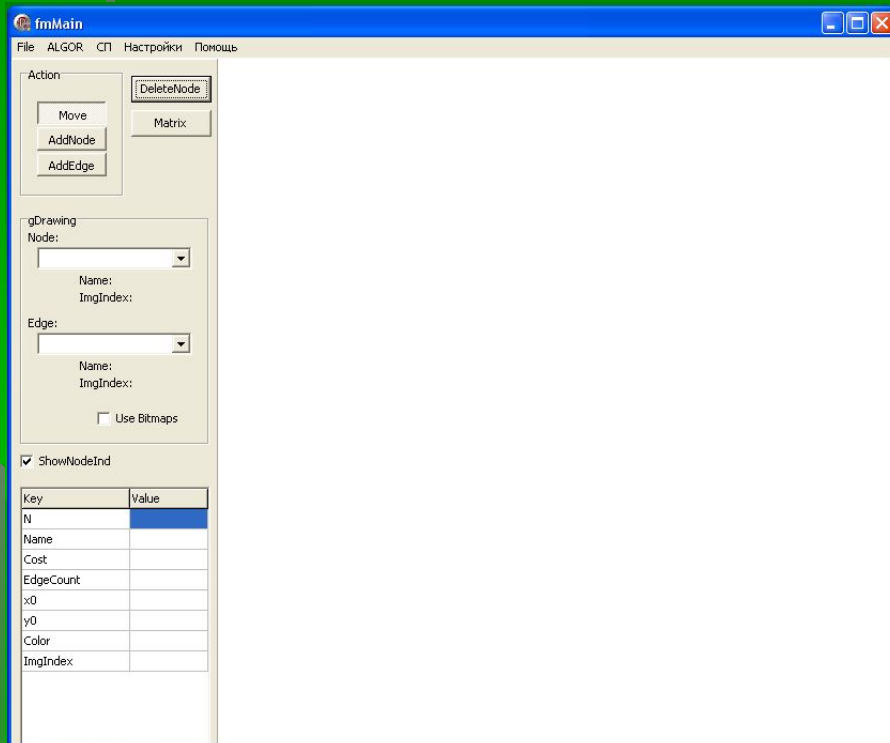 fmMain
File ALGOR СП Настройки Помощь
Action
DeleteNode
Move
Matrix
AddNode
AddEdge
gDrawing
Node:
Name:
ImgIndex:
Edge:
Name:
ImgIndex:
Use Bitmaps
ShowNodeInd
Key Value
N
Name
Cost
EdgeCount
x0
y0
Color
ImgIndex